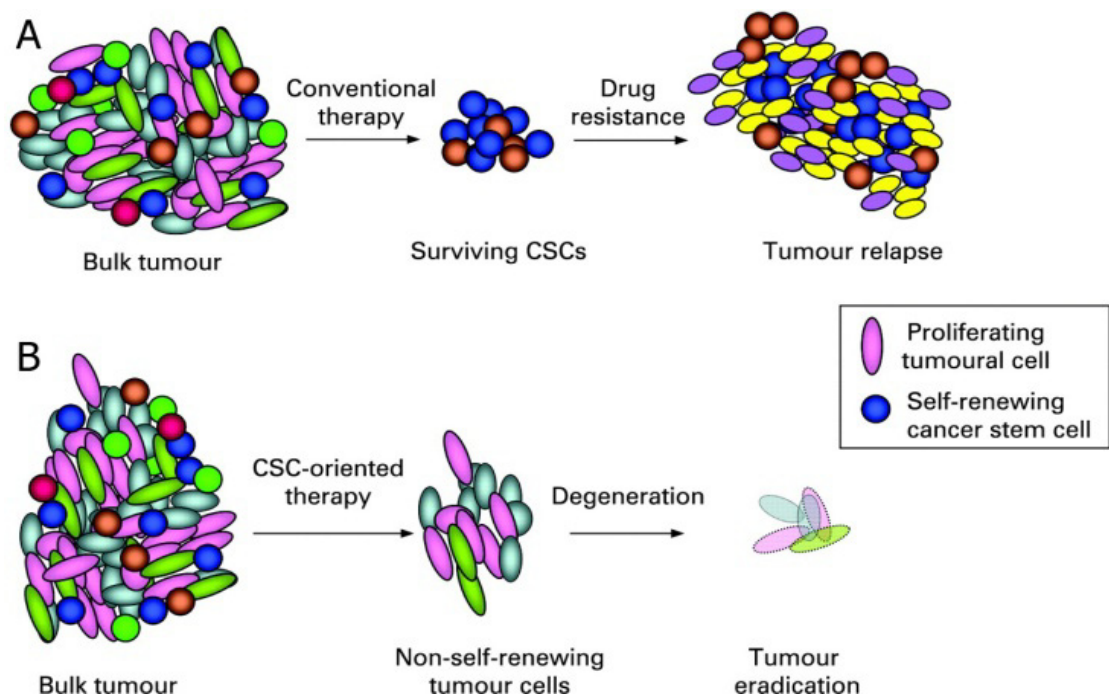 A
Conventional
therapy
Drug
resistance
Bulk tumour
Surviving CSCs
Tumour relapse
Proliferating
tumoural cell
Self-renewing
cancer stem cell
B
CSC-oriented
therapy
Degeneration
Bulk tumour
Non-self-renewing
tumour cells
Tumour
eradication